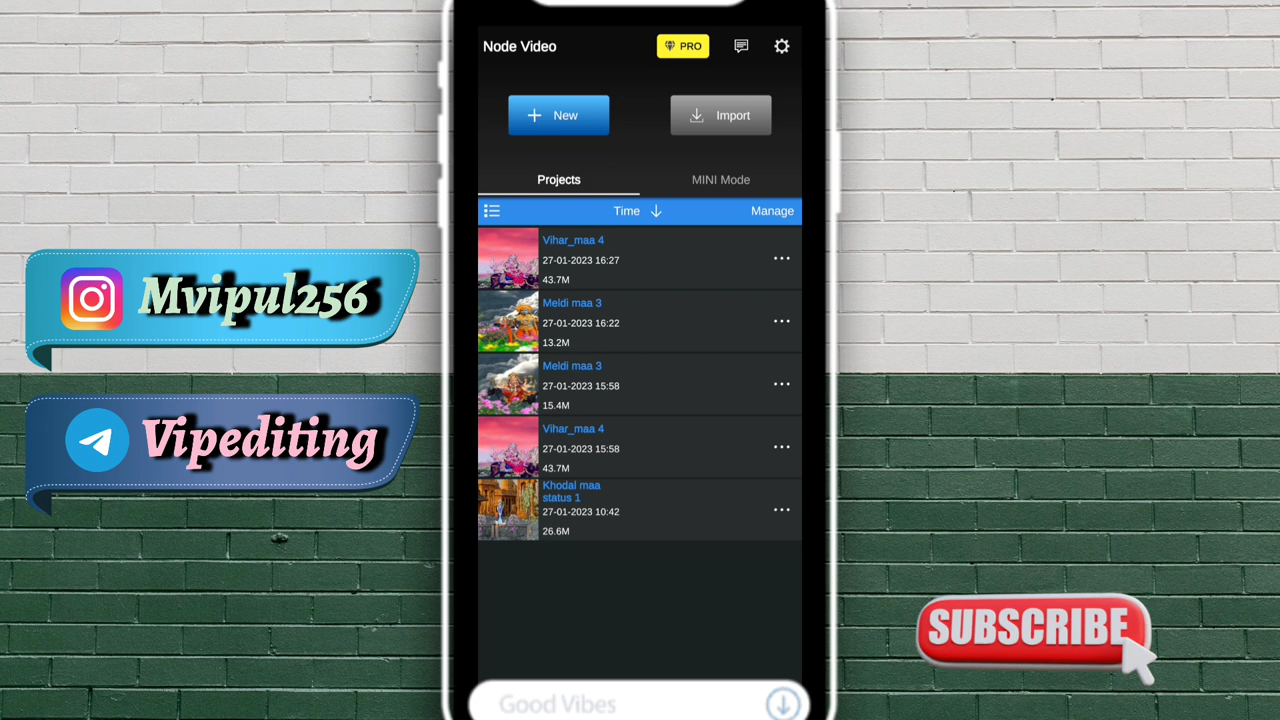 Node Video
PRO
New
Import
Projects
MINI Mode
Time
Manage
Vihar_maa 4
27-01-2023 16:27
43.7M
Meldi maa 3
27-01-2023 16:22
13.2M
Meldi maa 3
27-01-2023 15:58
15.4M
Vihar_maa 4
27-01-2023 15:58
43.7M
Khodal maa
status 1
27-01-2023 10:42
26.6M
Good Vibes
Mvipul256
Vipediting
SUBSCRIBE